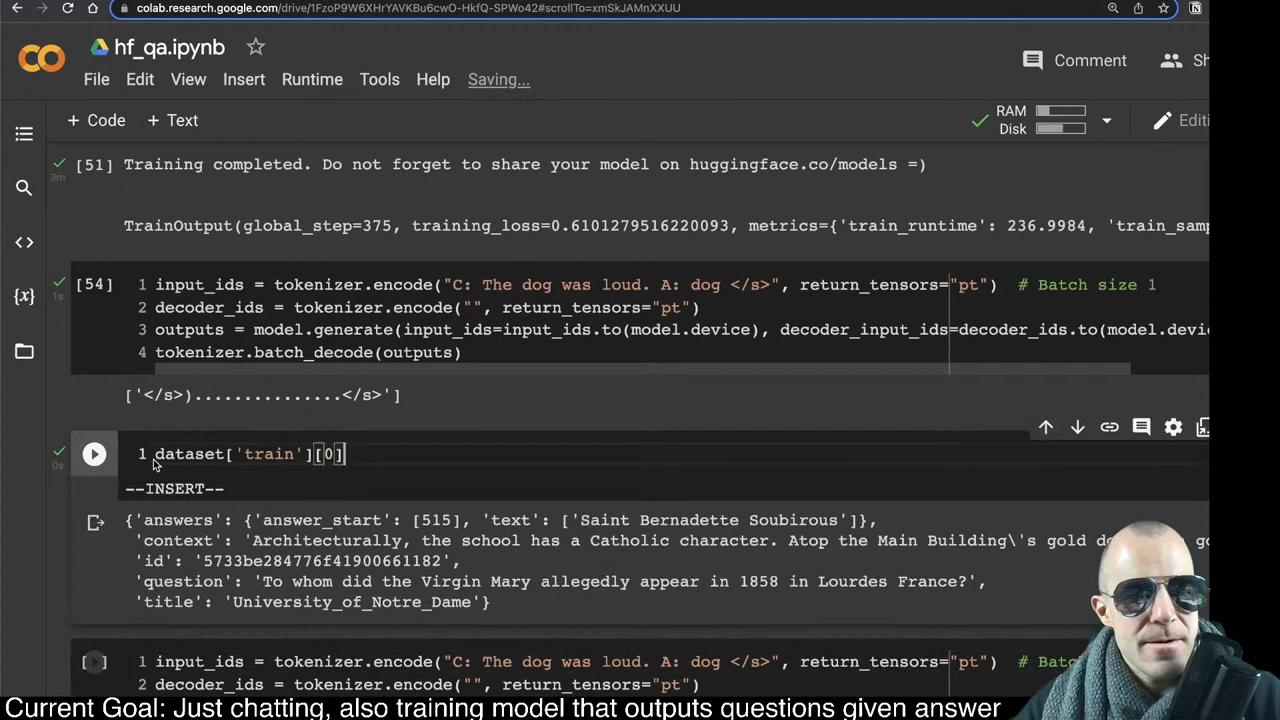 colab.research.google.com/drive/1FzoP9W6XHrYAVKBu6cwO-HkfQ-SPWo42#scrollTo=xmSkJAMnXXUU
hf_qa.ipynb
Comment
Sh
File Edit View Insert Runtime Tools Help Saving...
+ Code + Text
RAM
Disk
Editi
[51] Training completed. Do not forget to share your model on huggingface.co/models =)
3m
TrainOutput(global_step=375, training_loss=0.6101279516220093, metrics={'train_runtime': 236.9984, 'train_samp
[54] 1 input_ids = tokenizer.encode("C: The dog was loud. A: dog </s>", return_tensors="pt") # Batch size 1
1s
2 decoder_ids = tokenizer.encode("", return_tensors="pt")
3 outputs = model.generate(input_ids=input_ids.to(model.device), decoder_input_ids=decoder_ids.to(model.devic
4 tokenizer.batch_decode(outputs)
['</s>)...............</s>']
1 dataset['train'][0]
0s
--INSERT--
{'answers': {'answer_start': [515], 'text': ['Saint Bernadette Soubirous']},
'context': 'Architecturally, the school has a Catholic character. Atop the Main Building\'s gold do
'id': '5733be284776f41900661182',
'question': 'To whom did the Virgin Mary allegedly appear in 1858 in Lourdes France?',
'title': 'University_of_Notre_Dame'}
[ ] 1 input_ids = tokenizer.encode("C: The dog was loud. A: dog </s>", return_tensors="pt") # Bat
2 decoder_ids = tokenizer.encode("", return_tensors="pt")
Current Goal: Just chatting, also training model that outputs questions given answer